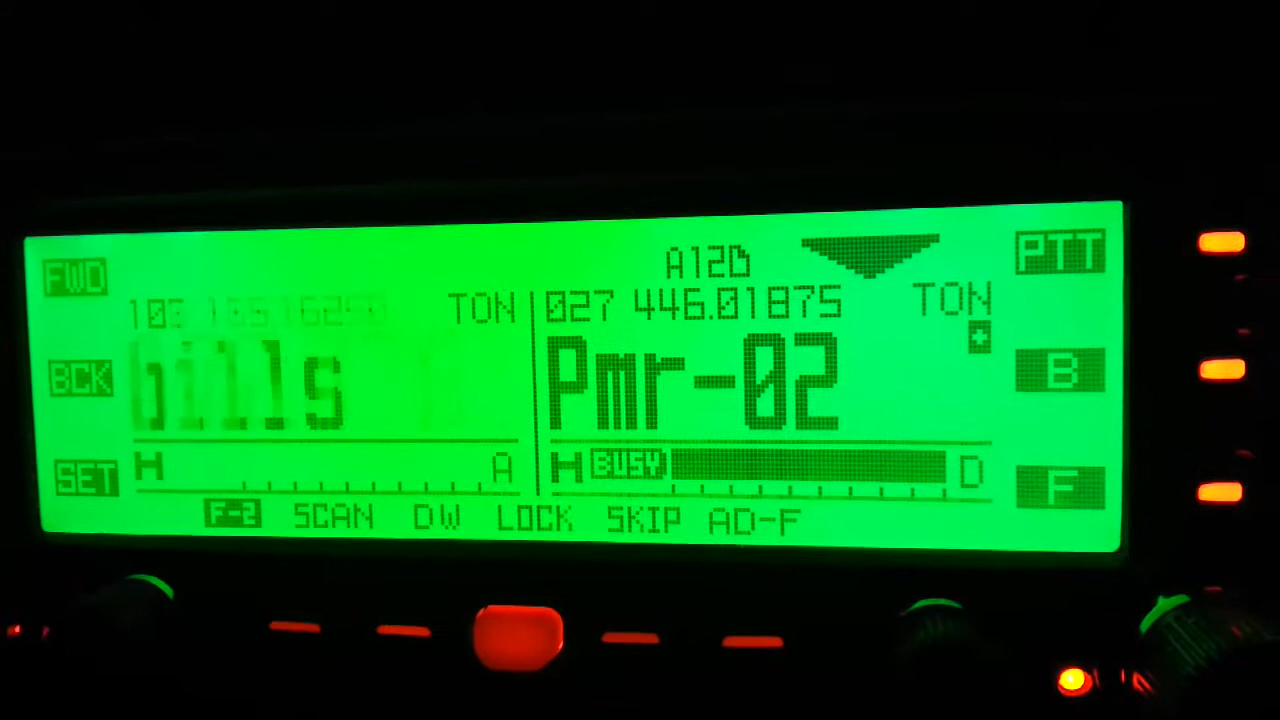 A12D PTT
FWD
TON 027 446.01875 TON
BCK bills Pmr-02 B
SET H A H BUSY D F
F-2 SCAN DW LOCK SKIP AD-F